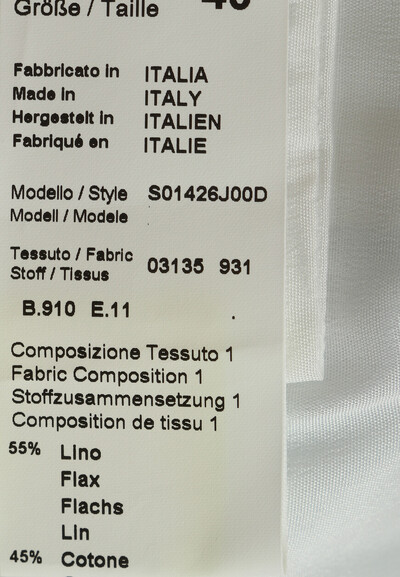 Größe / Taille
Fabbricato in ITALIA
Made in ITALY
Hergestelt in ITALIEN
Fabriqué en ITALIE
Modello / Style S01426J00D
Modell / Modele
Tessuto / Fabric 03135 931
Stoff / Tissus
B.910 E.11
Composizione Tessuto 1
Fabric Composition 1
Stoffzusammensetzung 1
Composition de tissu 1
55% Lino
Flax
Flachs
Lin
45% Cotone